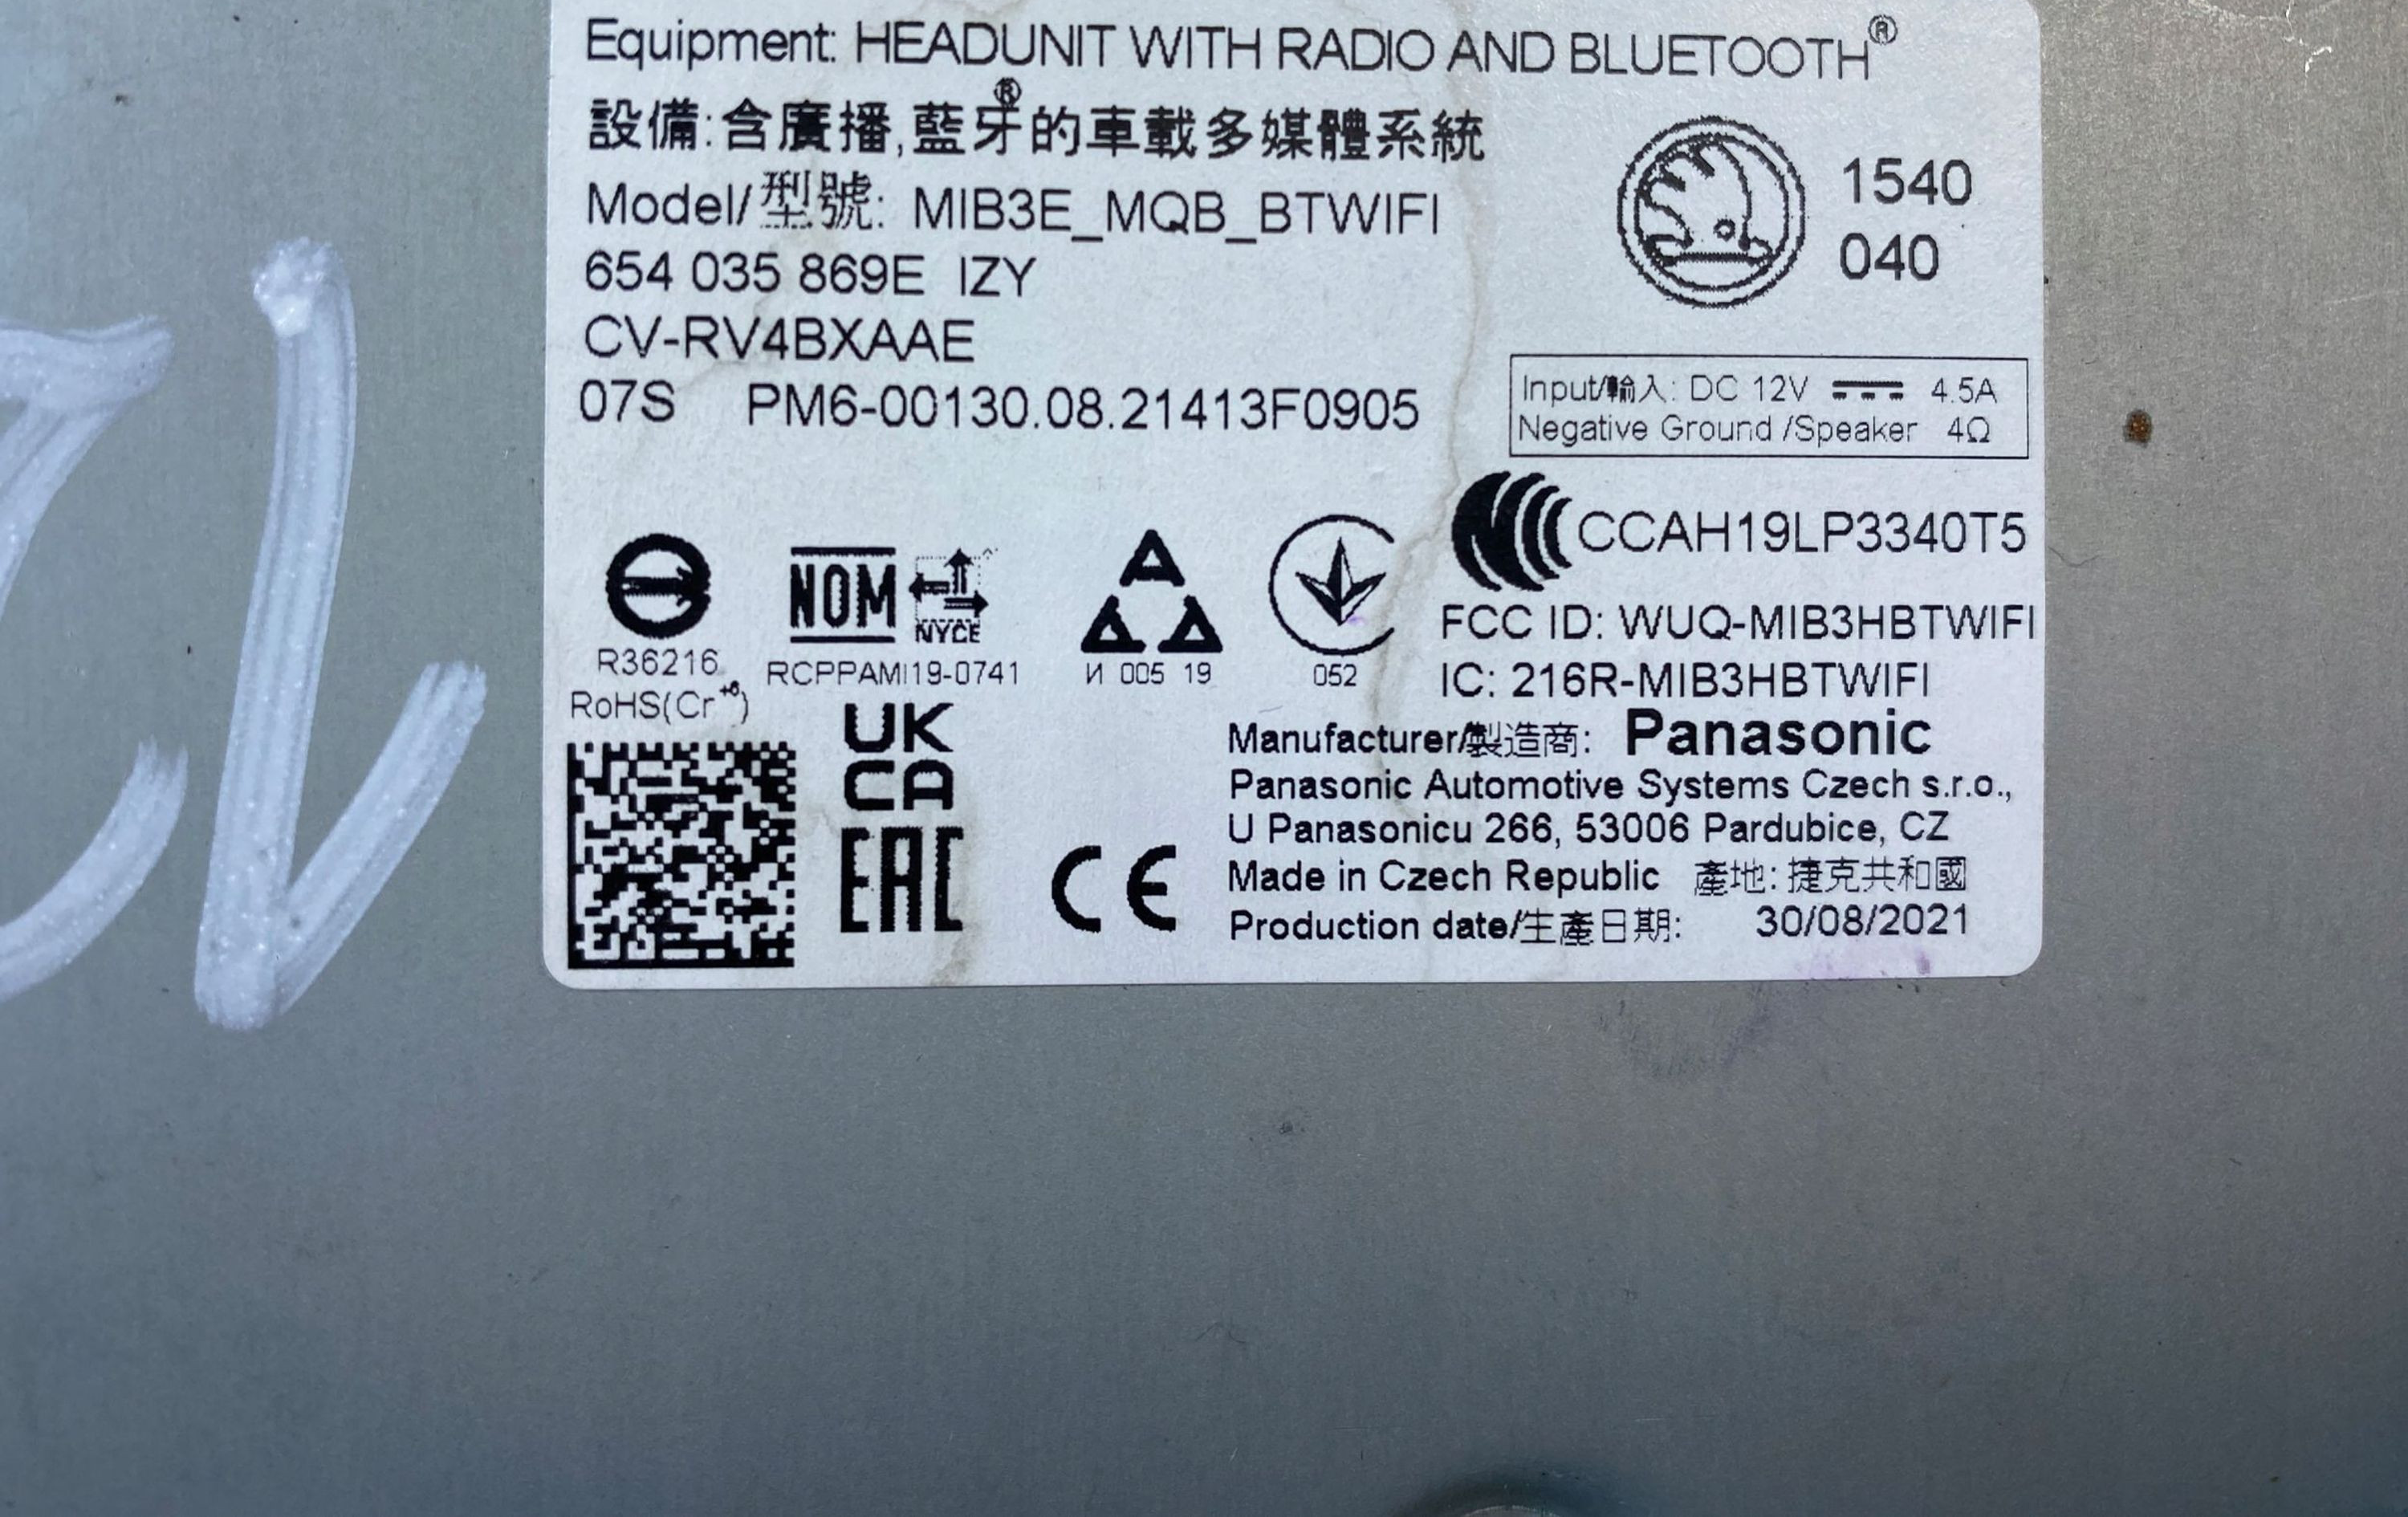 Equipment: HEADUNIT WITH RADIO AND BLUETOOTH®
設備:含廣播,藍牙®的車載多媒體系統
Model/型號: MIB3E_MQB_BTWIFI
654 035 869E IZY
CV-RV4BXAAE
07S PM6-00130.08.21413F0905
1540
040
Input/輸入: DC 12V 4.5A
Negative Ground /Speaker 4Ω
CCAH19LP3340T5
FCC ID: WUQ-MIB3HBTWIFI
IC: 216R-MIB3HBTWIFI
R36216
RoHS(Cr+6)
NOM
NYCE
RCPPAMI19-0741
И 005 19
052
UK
CA
EAC
CE
Manufacturer/製造商: Panasonic
Panasonic Automotive Systems Czech s.r.o.,
U Panasonicu 266, 53006 Pardubice, CZ
Made in Czech Republic 產地: 捷克共和國
Production date/生產日期: 30/08/2021